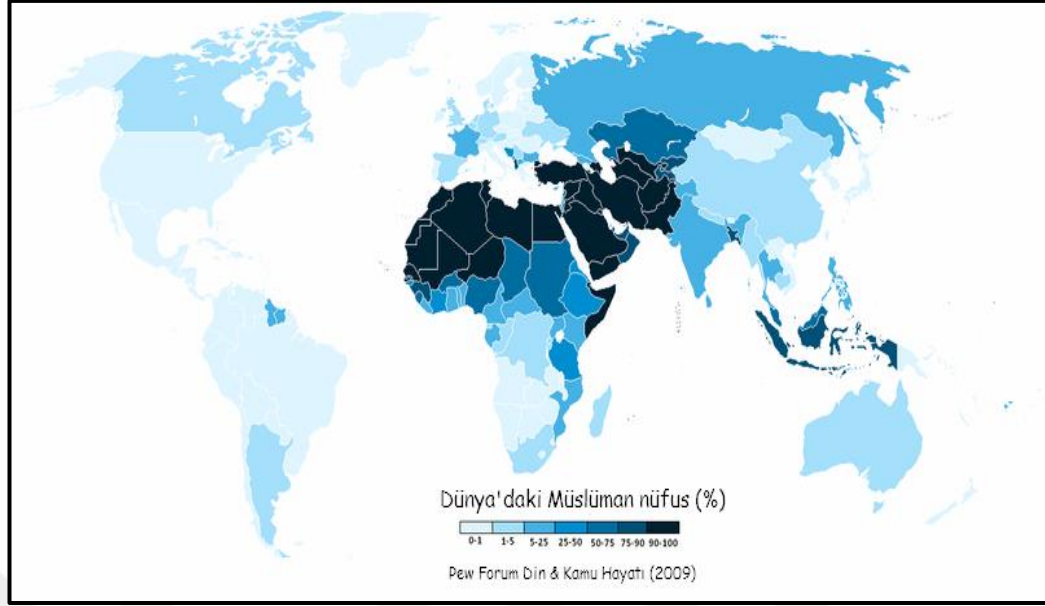 Dünya'daki Müslüman nüfus (%)
0-1 1-5 5-25 25-50 50-75 75-90 90-100
Pew Forum Din & Kamu Hayatı (2009)